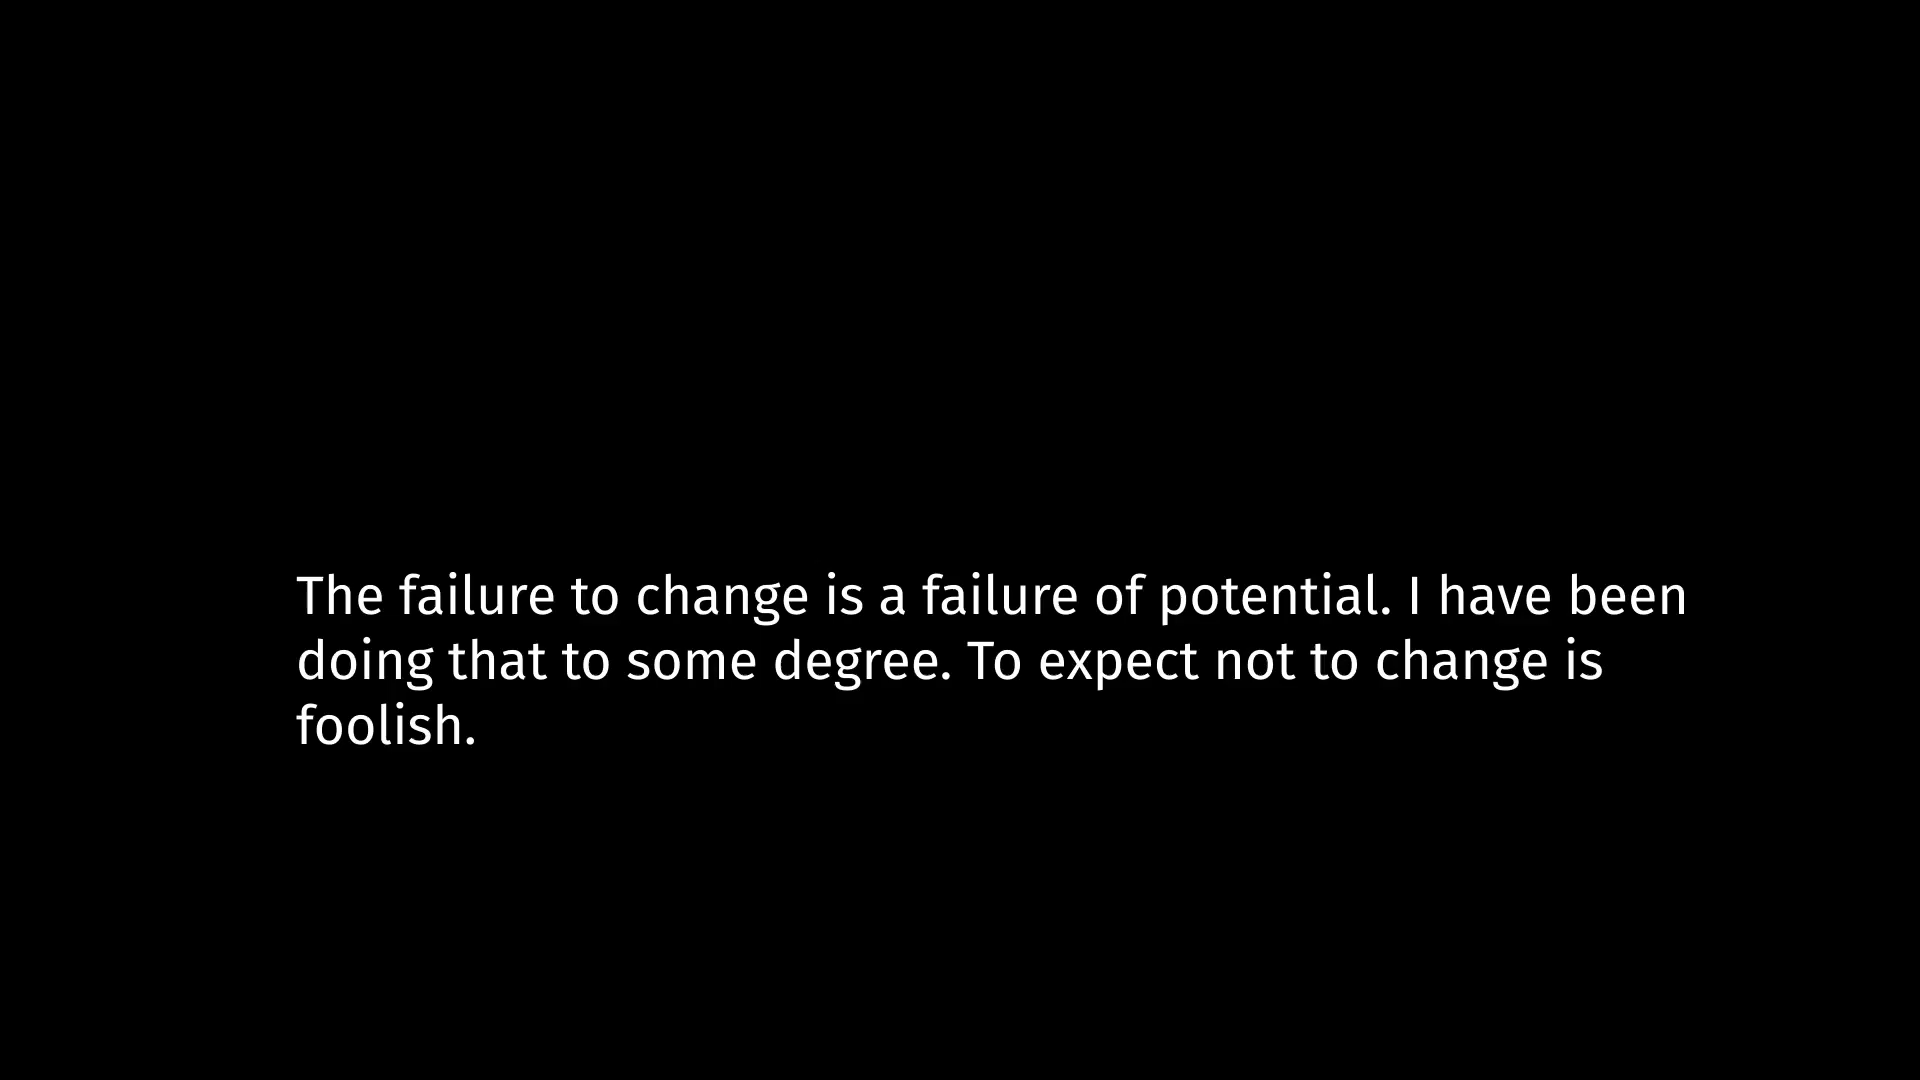 The failure to change is a failure of potential. I have been
doing that to some degree. To expect not to change is
foolish.